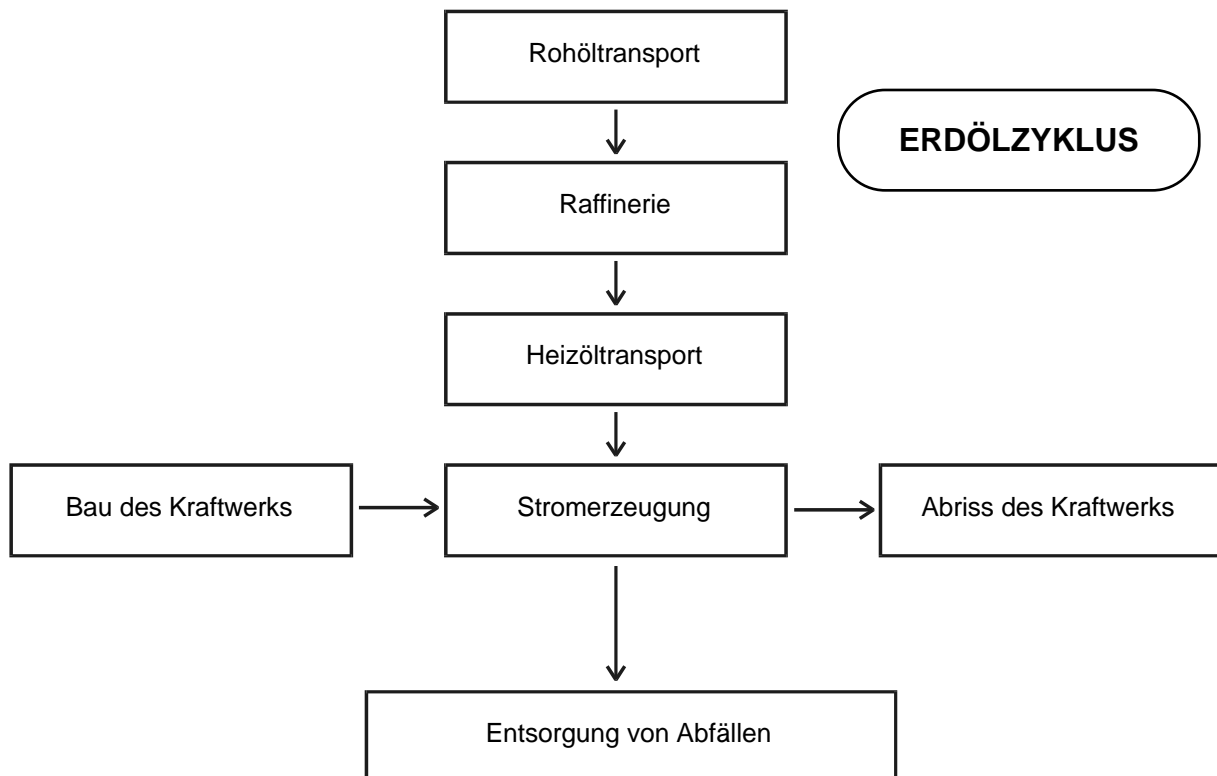 Rohöltransport
ERDÖLZYKLUS
Raffinerie
Heizöltransport
Bau des Kraftwerks
Stromerzeugung
Abriss des Kraftwerks
Entsorgung von Abfällen